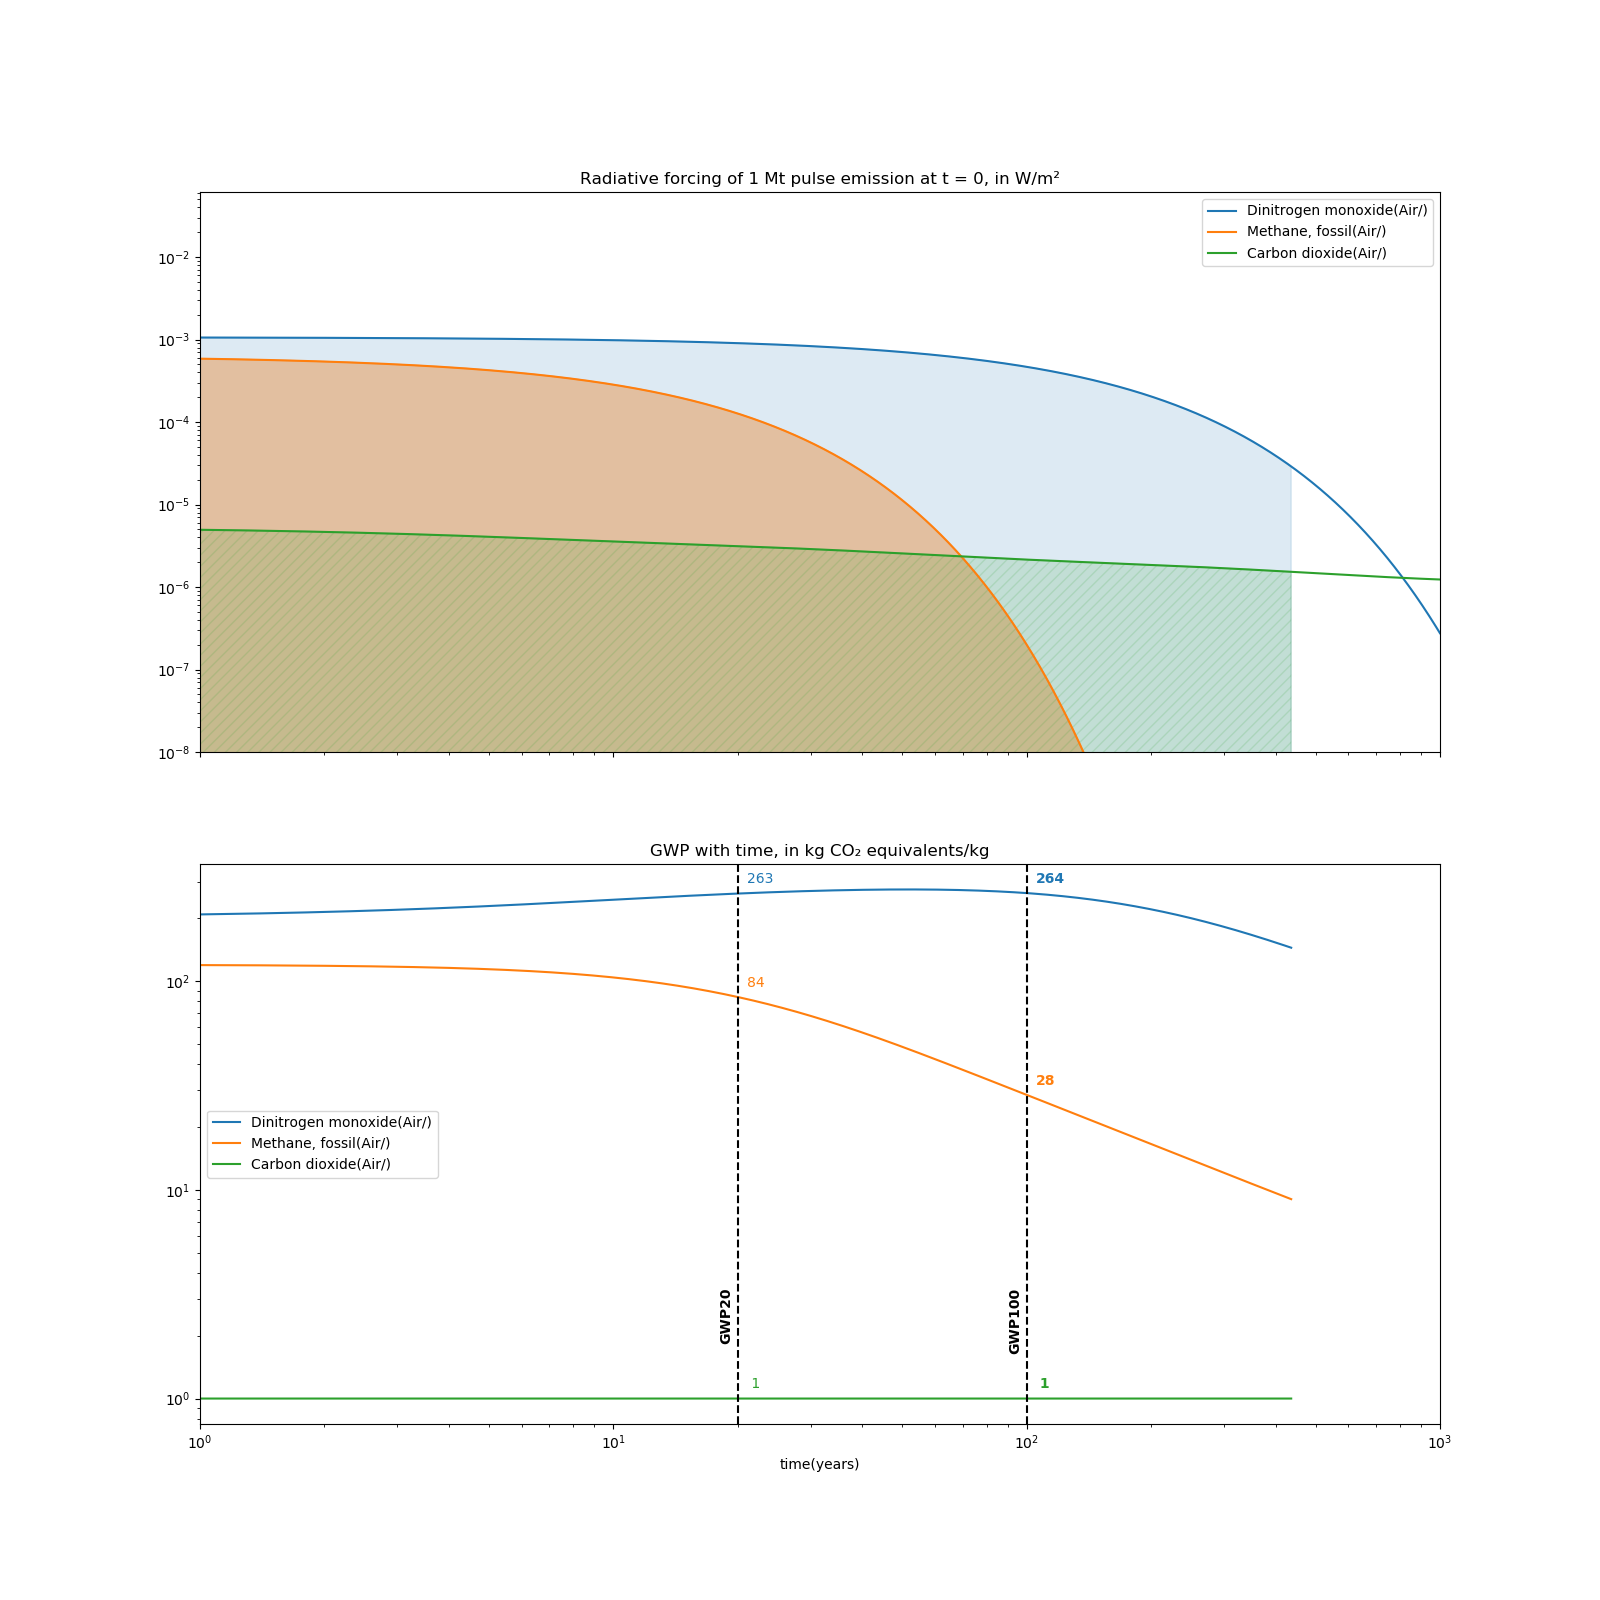 Radiative forcing of 1 Mt pulse emission at t = 0, in W/m²
Dinitrogen monoxide(Air/)
Methane, fossil(Air/)
Carbon dioxide(Air/)
10⁻²
10⁻³
10⁻⁴
10⁻⁵
10⁻⁶
10⁻⁷
10⁻⁸
GWP with time, in kg CO₂ equivalents/kg
263
264
10²
84
28
Dinitrogen monoxide(Air/)
Methane, fossil(Air/)
Carbon dioxide(Air/)
10¹
GWP20
GWP100
1
1
10⁰
10⁰
10¹
10²
10³
time(years)